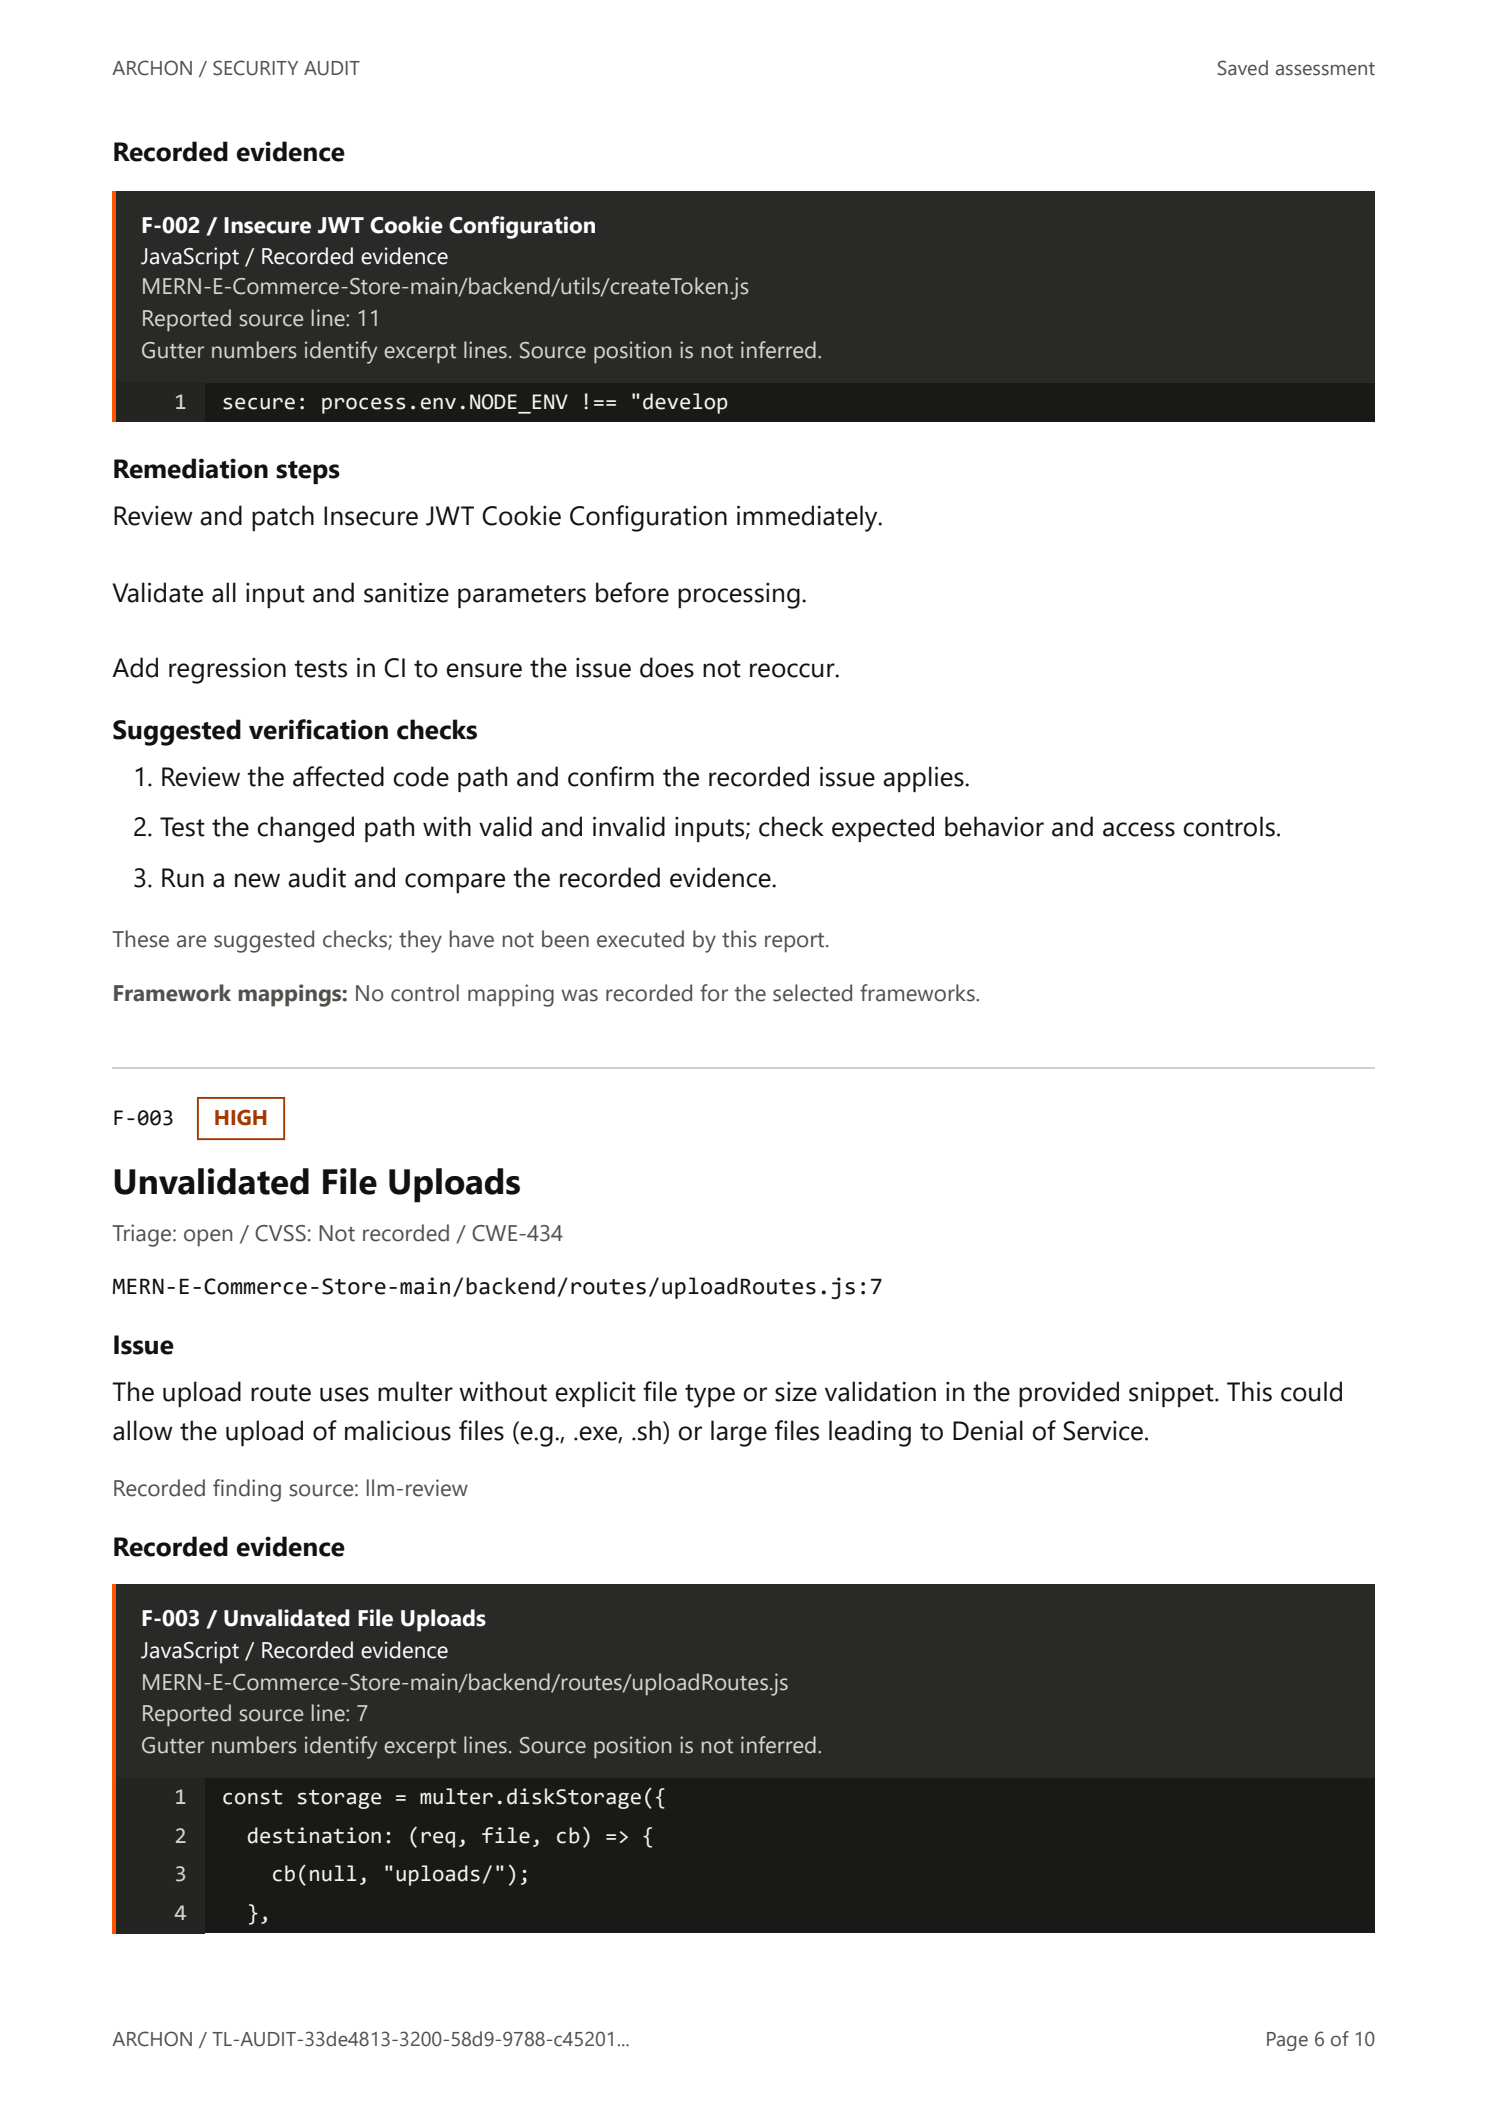 ARCHON / SECURITY AUDIT
Saved assessment
Recorded evidence
F-002 / Insecure JWT Cookie Configuration
JavaScript / Recorded evidence
MERN-E-Commerce-Store-main/backend/utils/createToken.js
Reported source line: 11
Gutter numbers identify excerpt lines. Source position is not inferred.
1 secure: process.env.NODE_ENV !== "develop
Remediation steps
Review and patch Insecure JWT Cookie Configuration immediately.
Validate all input and sanitize parameters before processing.
Add regression tests in CI to ensure the issue does not reoccur.
Suggested verification checks
1. Review the affected code path and confirm the recorded issue applies.
2. Test the changed path with valid and invalid inputs; check expected behavior and access controls.
3. Run a new audit and compare the recorded evidence.
These are suggested checks; they have not been executed by this report.
Framework mappings: No control mapping was recorded for the selected frameworks.
F-003 HIGH
Unvalidated File Uploads
Triage: open / CVSS: Not recorded / CWE-434
MERN-E-Commerce-Store-main/backend/routes/uploadRoutes.js:7
Issue
The upload route uses multer without explicit file type or size validation in the provided snippet. This could
allow the upload of malicious files (e.g., .exe, .sh) or large files leading to Denial of Service.
Recorded finding source: llm-review
Recorded evidence
F-003 / Unvalidated File Uploads
JavaScript / Recorded evidence
MERN-E-Commerce-Store-main/backend/routes/uploadRoutes.js
Reported source line: 7
Gutter numbers identify excerpt lines. Source position is not inferred.
1 const storage = multer.diskStorage({
2   destination: (req, file, cb) => {
3     cb(null, "uploads/");
4   },
ARCHON / TL-AUDIT-33de4813-3200-58d9-9788-c45201...
Page 6 of 10